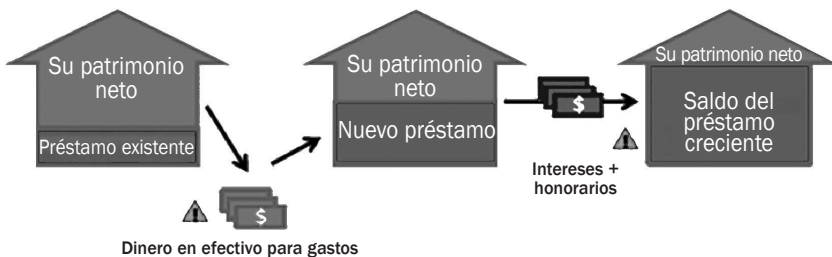 Su patrimonio
neto
Préstamo existente
$
Dinero en efectivo para gastos
Su patrimonio
neto
Nuevo préstamo
$
Intereses +
honorarios
Su patrimonio neto
Saldo del
préstamo
creciente